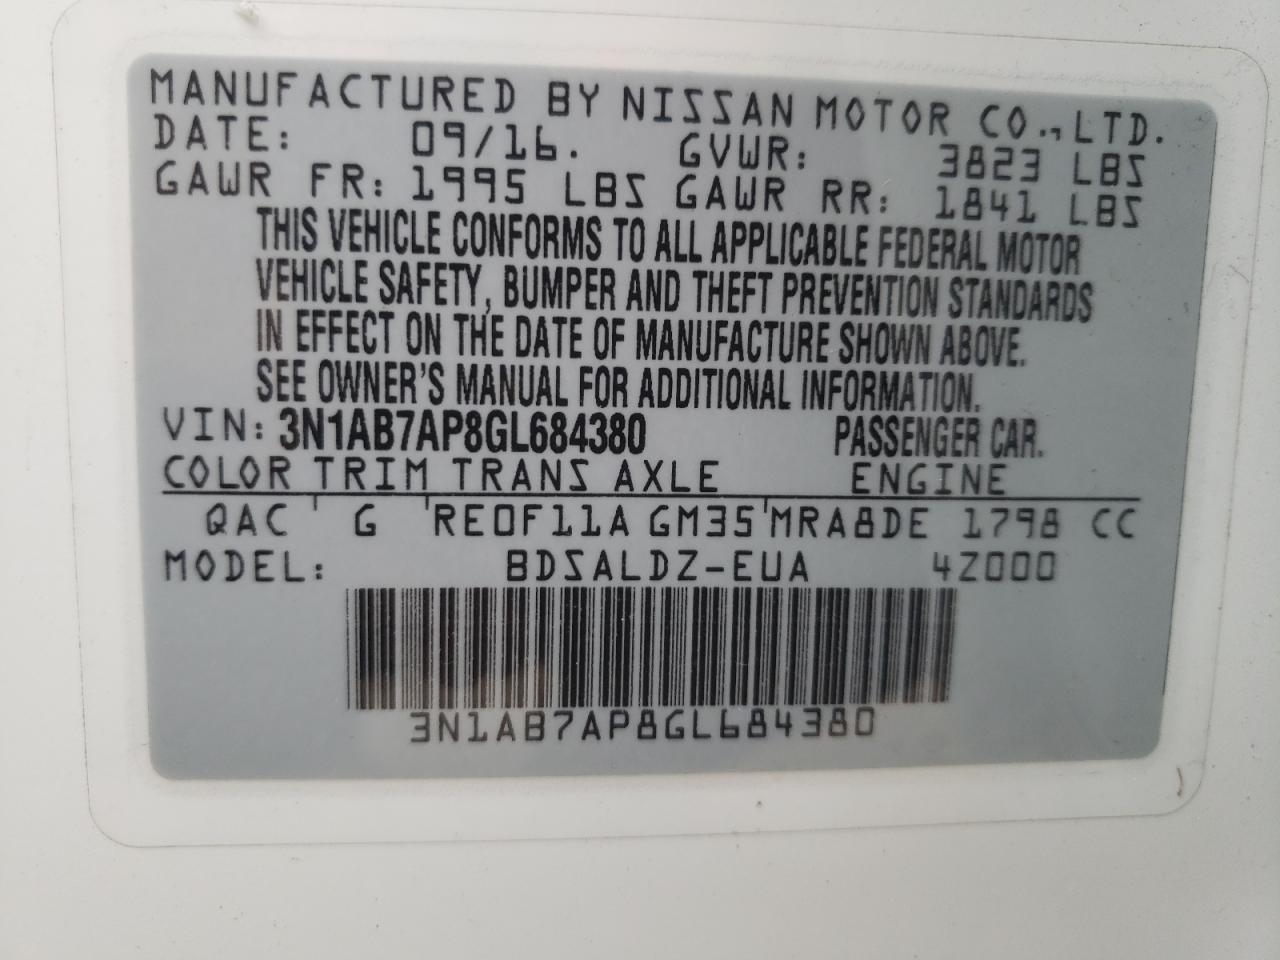 MANUFACTURED BY NISSAN MOTOR CO., LTD.
DATE: 09/16. GVWR: 3823 LBS
GAWR FR: 1995 LBS GAWR RR: 1841 LBS
THIS VEHICLE CONFORMS TO ALL APPLICABLE FEDERAL MOTOR
VEHICLE SAFETY, BUMPER AND THEFT PREVENTION STANDARDS
IN EFFECT ON THE DATE OF MANUFACTURE SHOWN ABOVE.
SEE OWNER'S MANUAL FOR ADDITIONAL INFORMATION.
VIN: 3N1AB7AP8GL684380 PASSENGER CAR.
COLOR TRIM TRANS AXLE ENGINE
QAC G RE0F11A GM35 MRA8DE 1798 CC
MODEL: BDSALDZ-EUA 4Z000
3N1AB7AP8GL684380